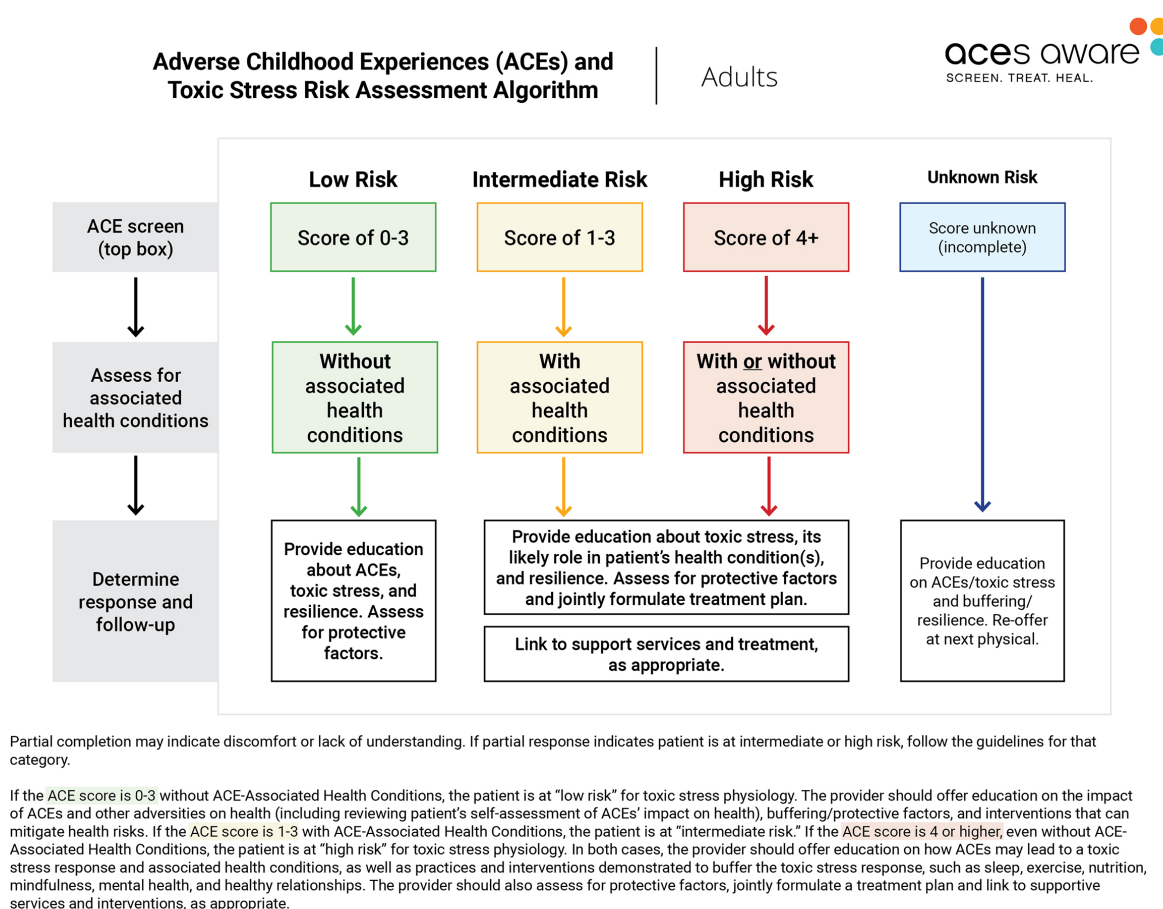 Adverse Childhood Experiences (ACEs) and
Toxic Stress Risk Assessment Algorithm
Adults
aces aware
SCREEN. TREAT. HEAL.
Low Risk
Intermediate Risk
High Risk
Unknown Risk
ACE screen
(top box)
Score of 0-3
Score of 1-3
Score of 4+
Score unknown
(incomplete)
Assess for
associated
health conditions
Without
associated
health
conditions
With
associated
health
conditions
With or without
associated
health
conditions
Determine
response and
follow-up
Provide education
about ACEs,
toxic stress, and
resilience. Assess
for protective
factors.
Provide education about toxic stress, its
likely role in patient’s health condition(s),
and resilience. Assess for protective factors
and jointly formulate treatment plan.
Link to support services and treatment,
as appropriate.
Provide education
on ACEs/toxic stress
and buffering/
resilience. Re-offer
at next physical.
Partial completion may indicate discomfort or lack of understanding. If partial response indicates patient is at intermediate or high risk, follow the guidelines for that
category.
If the ACE score is 0-3 without ACE-Associated Health Conditions, the patient is at “low risk” for toxic stress physiology. The provider should offer education on the impact
of ACEs and other adversities on health (including reviewing patient’s self-assessment of ACEs’ impact on health), buffering/protective factors, and interventions that can
mitigate health risks. If the ACE score is 1-3 with ACE-Associated Health Conditions, the patient is at “intermediate risk.” If the ACE score is 4 or higher, even without ACE-
Associated Health Conditions, the patient is at “high risk” for toxic stress physiology. In both cases, the provider should offer education on how ACEs may lead to a toxic
stress response and associated health conditions, as well as practices and interventions demonstrated to buffer the toxic stress response, such as sleep, exercise, nutrition,
mindfulness, mental health, and healthy relationships. The provider should also assess for protective factors, jointly formulate a treatment plan and link to supportive
services and interventions, as appropriate.